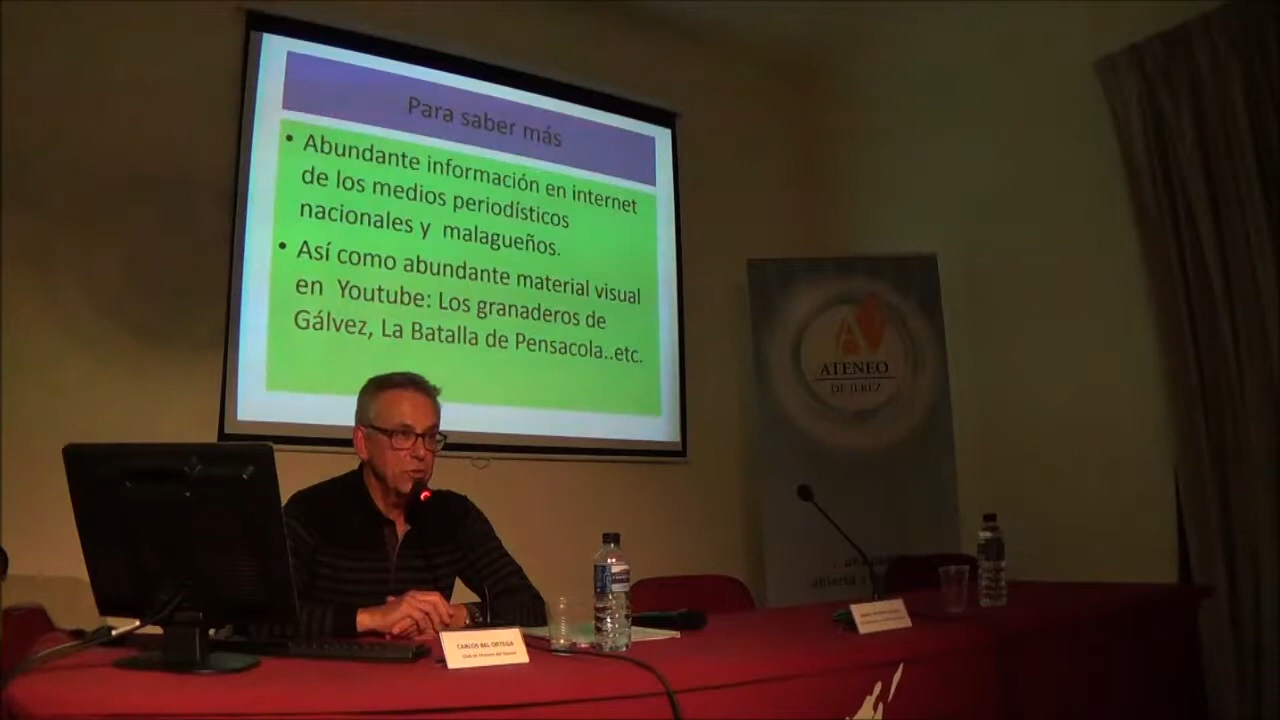 Para saber más
• Abundante información en internet
de los medios periodísticos
nacionales y malagueños.
• Así como abundante material visual
en Youtube: Los granaderos de
Gálvez, La Batalla de Pensacola..etc.
ATENEO
DE JEREZ
abierta
CARLOS BEL ORTEGA